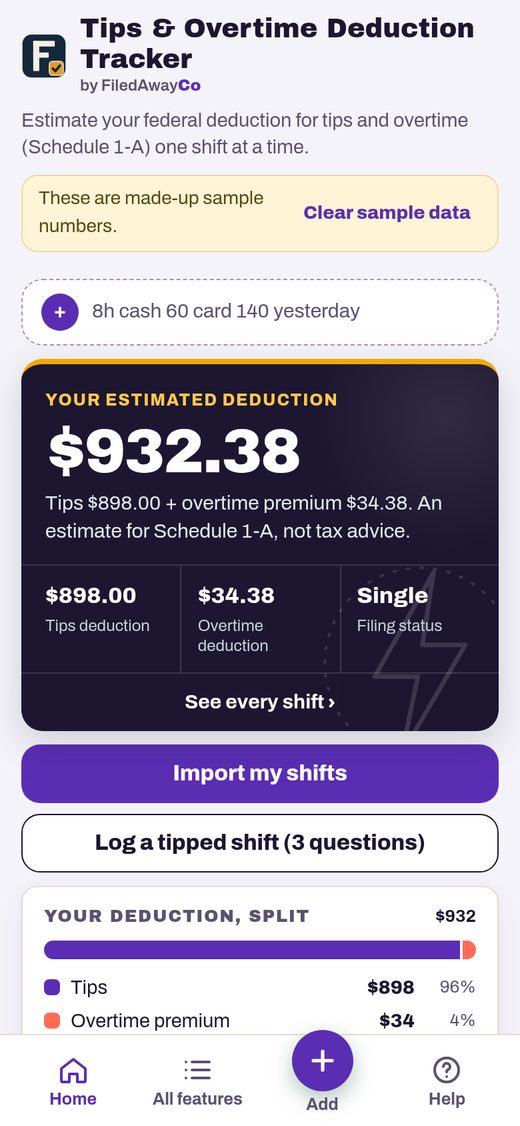 Tips & Overtime Deduction
Tracker
by FiledAwayCo
Estimate your federal deduction for tips and overtime
(Schedule 1-A) one shift at a time.
These are made-up sample
numbers.
Clear sample data
8h cash 60 card 140 yesterday
YOUR ESTIMATED DEDUCTION
$932.38
Tips $898.00 + overtime premium $34.38. An
estimate for Schedule 1-A, not tax advice.
$898.00
Tips deduction
$34.38
Overtime
deduction
Single
Filing status
See every shift ›
Import my shifts
Log a tipped shift (3 questions)
YOUR DEDUCTION, SPLIT $932
Tips $898 96%
Overtime premium $34 4%
Home
All features
Add
Help